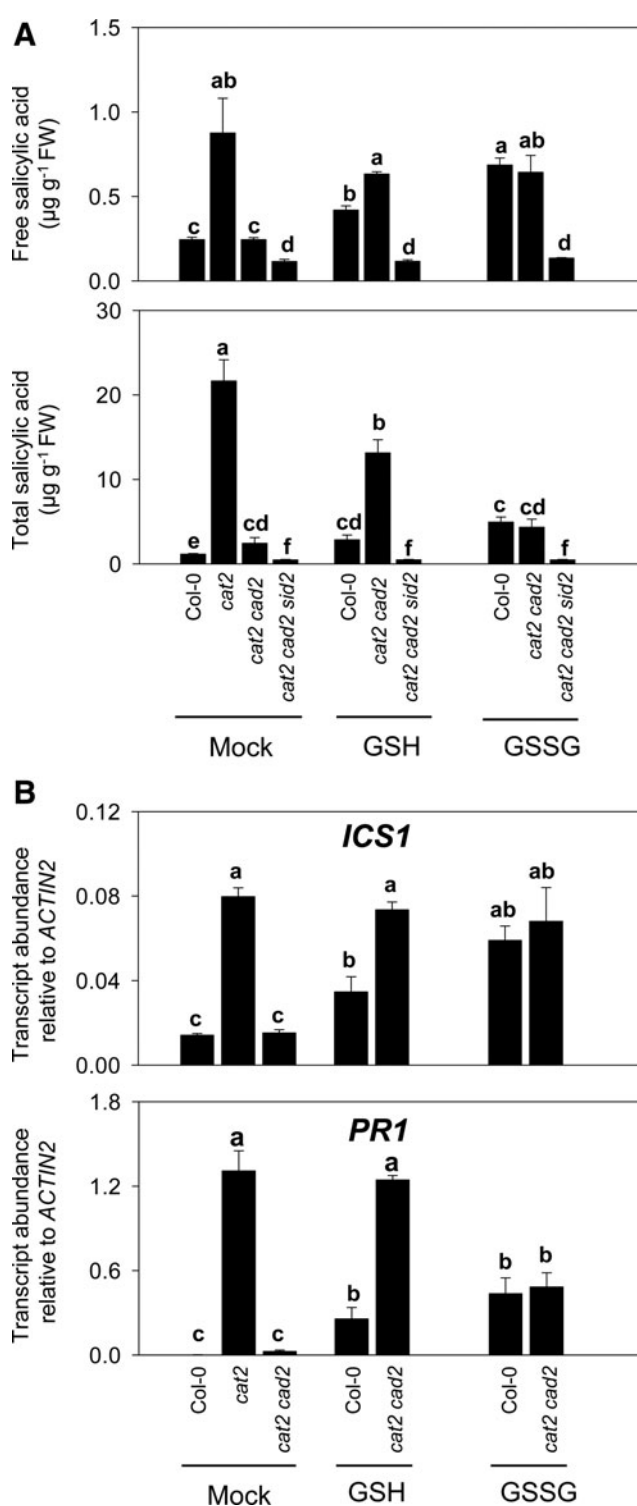 A
Free salicylic acid
(µg g-1 FW)
1.5
1.0
0.5
0.0
c
ab
c
d
b
a
d
a
ab
d
Total salicylic acid
(µg g-1 FW)
30
20
10
0
e
a
cd
f
cd
b
f
c
cd
f
Col-0
cat2
cat2 cad2
cat2 cad2 sid2
Col-0
cat2 cad2
cat2 cad2 sid2
Col-0
cat2 cad2
cat2 cad2 sid2
Mock
GSH
GSSG
B
Transcript abundance
relative to ACTIN2
0.12
0.08
0.04
0.00
ICS1
c
a
c
b
a
ab
ab
Transcript abundance
relative to ACTIN2
1.8
1.2
0.6
0.0
PR1
c
a
c
b
a
b
b
Col-0
cat2
cat2 cad2
Col-0
cat2 cad2
Col-0
cat2 cad2
Mock
GSH
GSSG